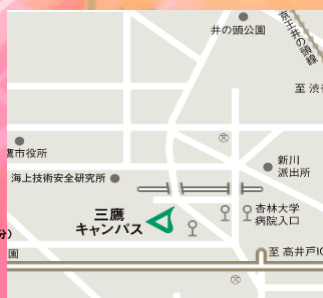 井の頭公園
京王井の頭線
至 渋
鷹市役所
新川
派出所
海上技術安全研究所
三鷹
キャンパス
杏林大学
病院入口
分）
園
至 高井戸IC